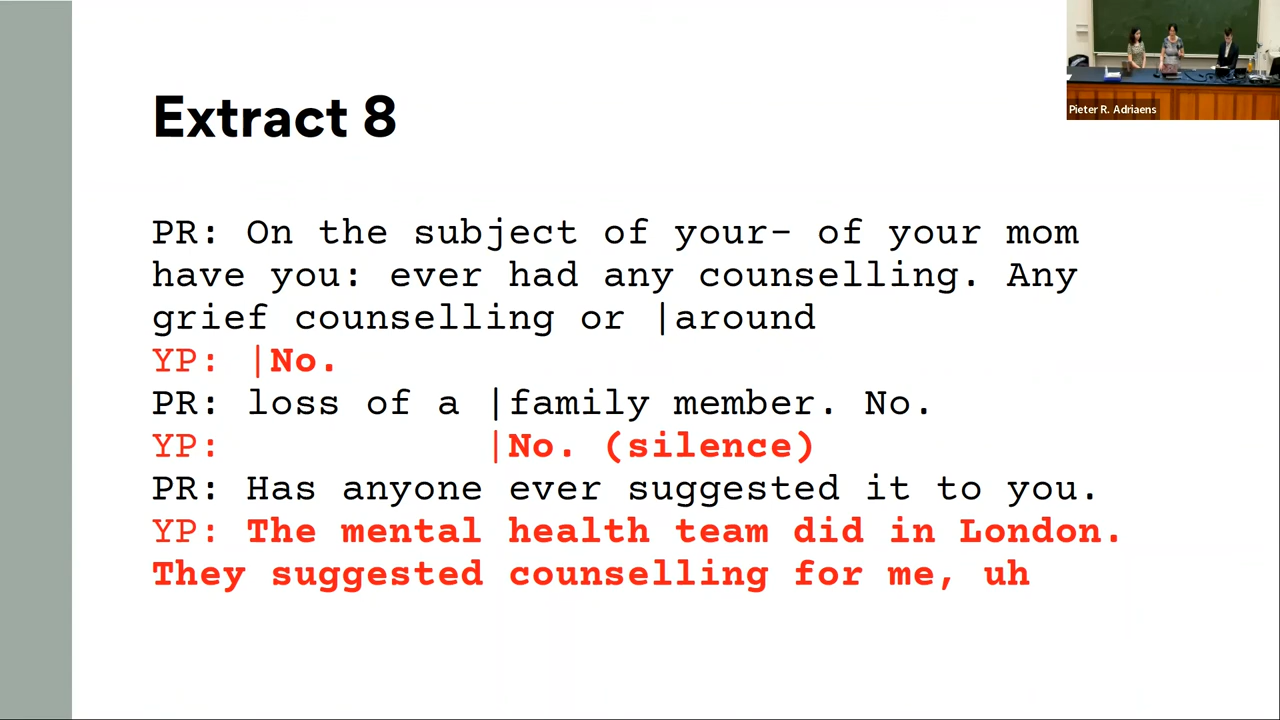 Pieter R. Adriaens
Extract 8
PR: On the subject of your- of your mom
have you: ever had any counselling. Any
grief counselling or |around
YP: |No.
PR: loss of a |family member. No.
YP: |No. (silence)
PR: Has anyone ever suggested it to you.
YP: The mental health team did in London.
They suggested counselling for me, uh